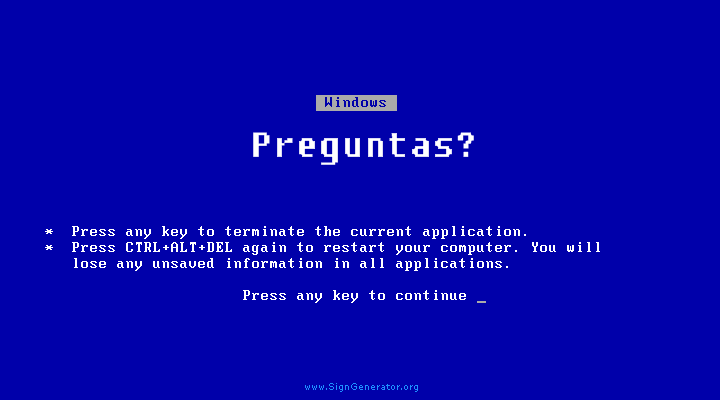 Windows
Preguntas?
* Press any key to terminate the current application.
* Press CTRL+ALT+DEL again to restart your computer. You will
lose any unsaved information in all applications.
Press any key to continue _
www.SignGenerator.org